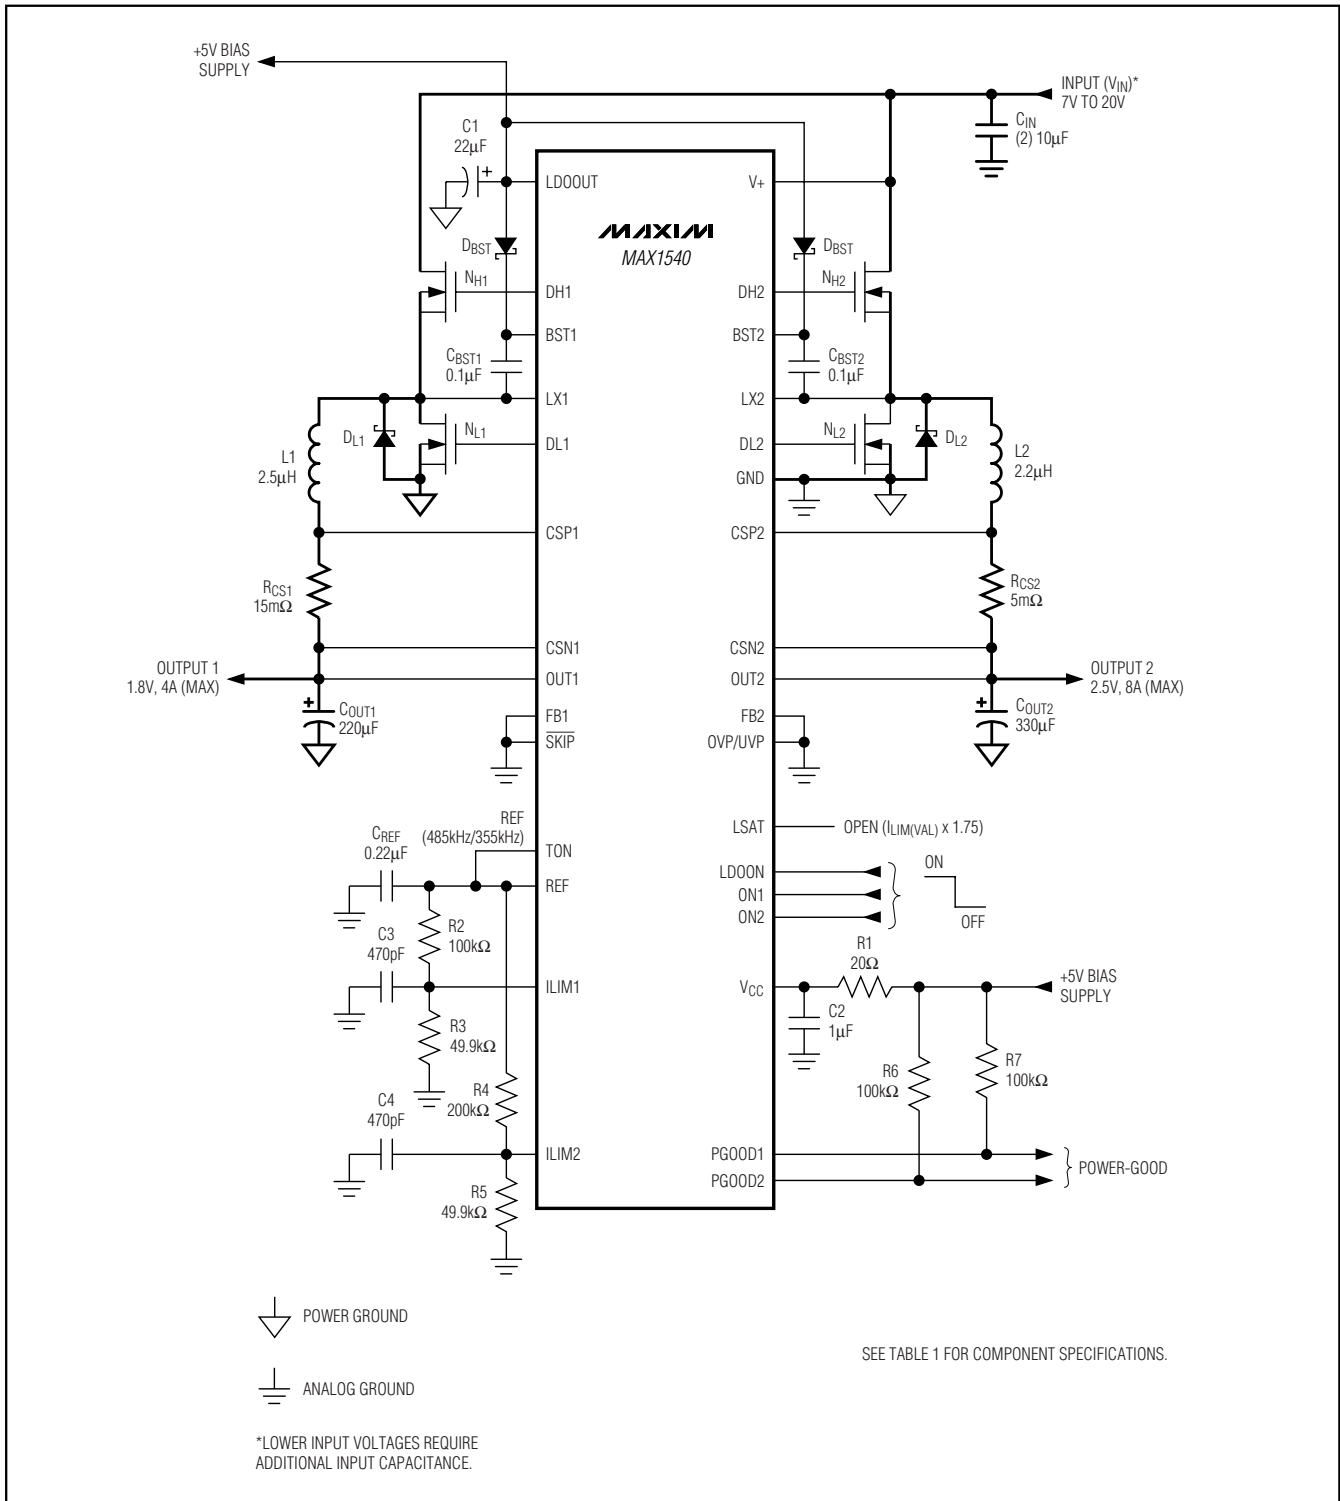 +5V BIAS
SUPPLY
INPUT (VIN)*
7V TO 20V
CIN
(2) 10µF
C1
22µF
+
LDOOUT
V+
MAXIM
MAX1540
DBST
DBST
NH1
DH1
DH2
NH2
BST1
BST2
CBST1
0.1µF
CBST2
0.1µF
LX1
LX2
DL1
NL1
DL1
DL2
NL2
DL2
L1
2.5µH
L2
2.2µH
GND
CSP1
CSP2
RCS1
15mΩ
RCS2
5mΩ
CSN1
CSN2
OUTPUT 1
1.8V, 4A (MAX)
OUT1
OUT2
OUTPUT 2
2.5V, 8A (MAX)
+
COUT1
220µF
+
COUT2
330µF
FB1
FB2
SKIP
OVP/UVP
REF
(485kHz/355kHz)
TON
LSAT
OPEN (ILIM(VAL) x 1.75)
CREF
0.22µF
REF
LDOON
ON1
ON2
ON
OFF
R2
100kΩ
C3
470pF
ILIM1
R3
49.9kΩ
R1
20Ω
VCC
+5V BIAS
SUPPLY
C2
1µF
R6
100kΩ
R7
100kΩ
R4
200kΩ
C4
470pF
ILIM2
R5
49.9kΩ
PGOOD1
PGOOD2
POWER-GOOD
POWER GROUND
ANALOG GROUND
SEE TABLE 1 FOR COMPONENT SPECIFICATIONS.
*LOWER INPUT VOLTAGES REQUIRE
ADDITIONAL INPUT CAPACITANCE.